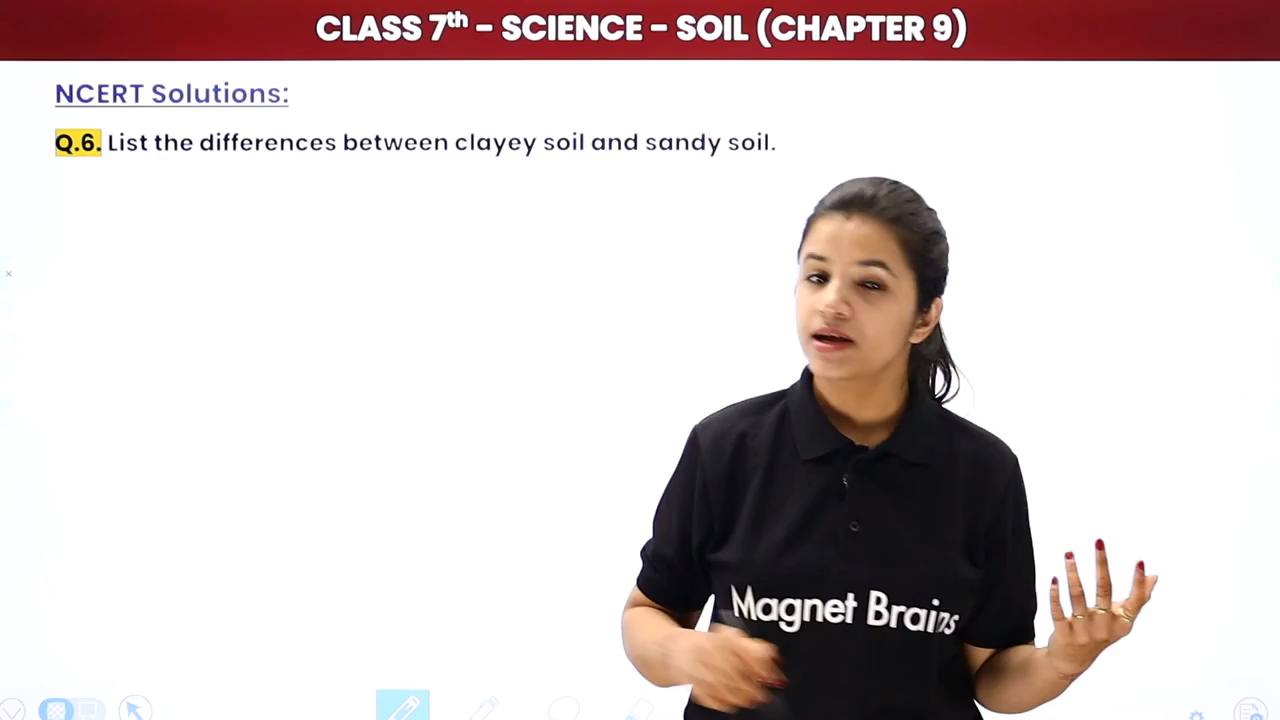 CLASS 7th - SCIENCE - SOIL (CHAPTER 9)
NCERT Solutions:
Q.6. List the differences between clayey soil and sandy soil.
Magnet Brains